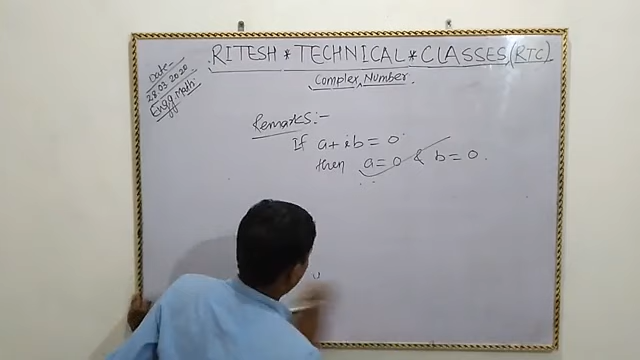 RITESH * TECHNICAL * CLASSES (RTC)
Complex Number.
Date-
28.03.2020
Engg. Math.
Remarks:-
If a+ib=0
then a=0 & b=0.